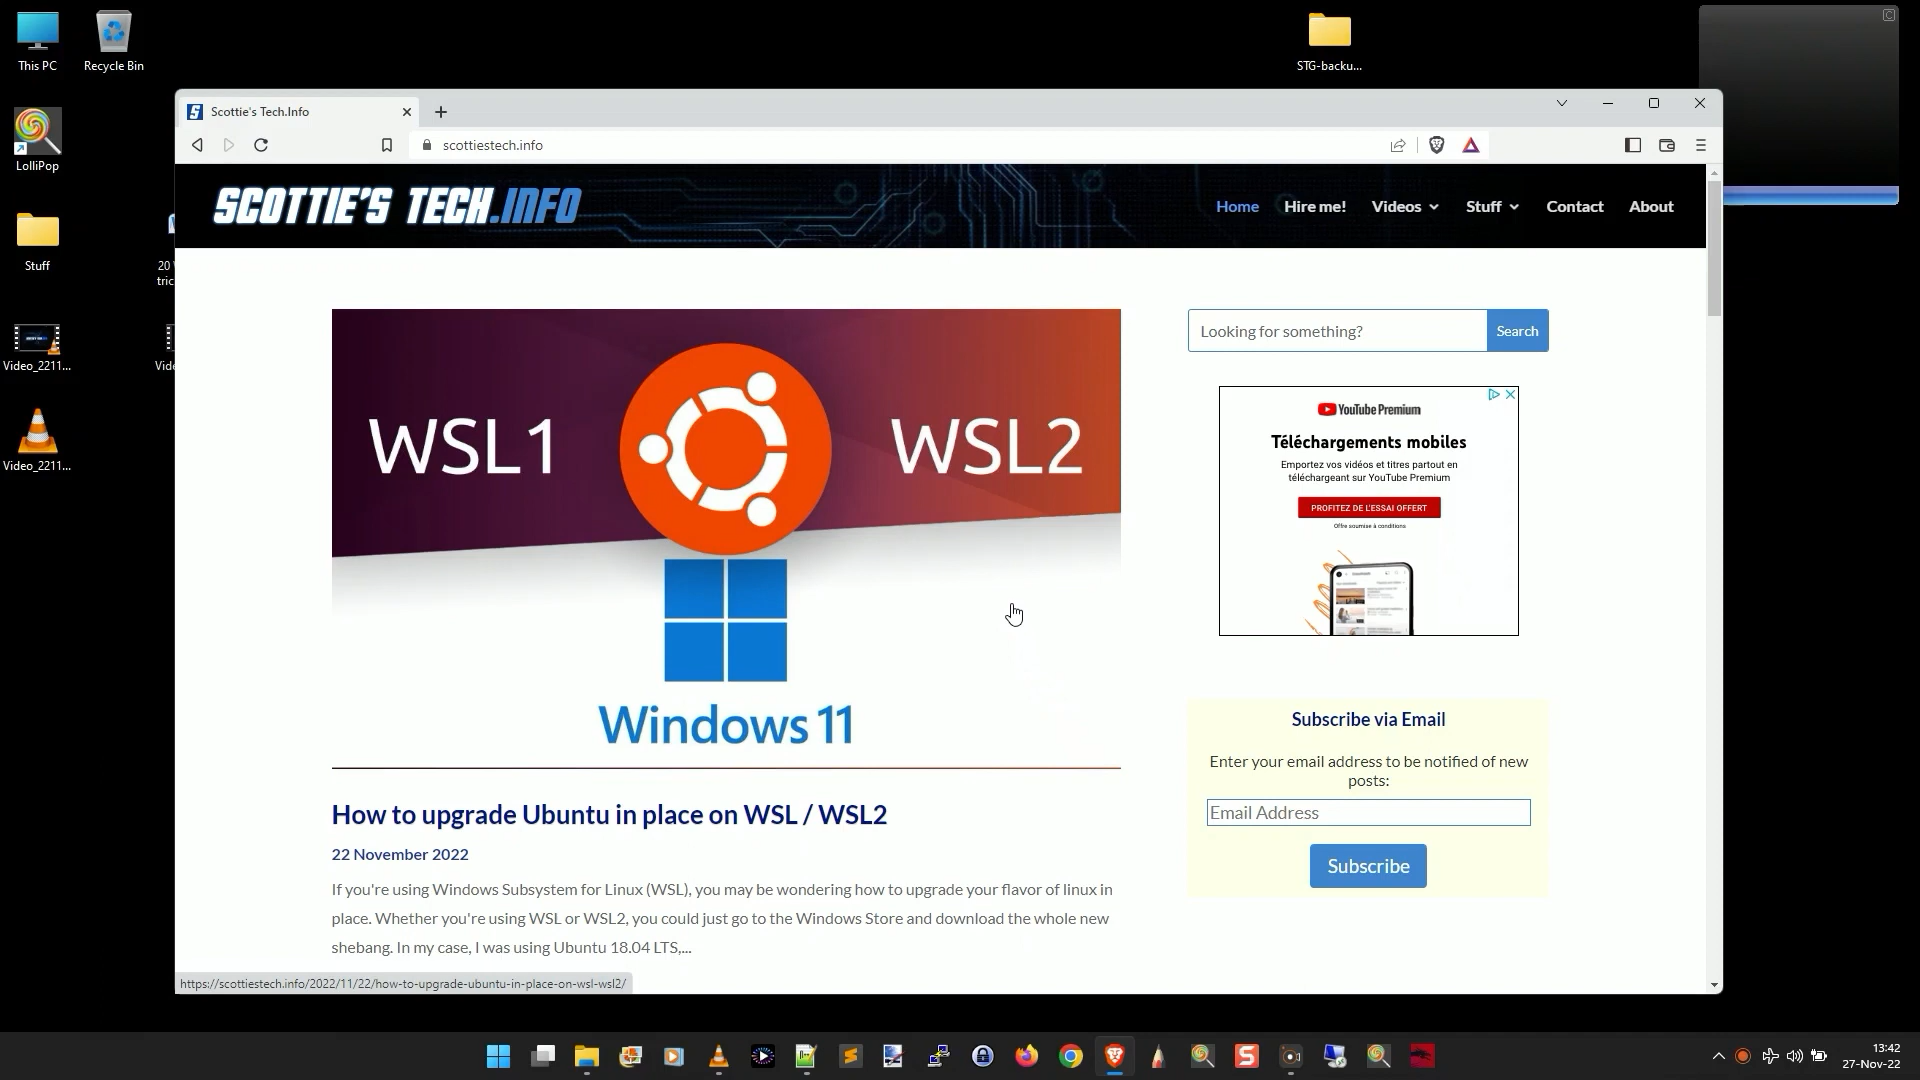 This PC
Recycle Bin
STG-backu...
LolliPop
Stuff
20
tric
Video_2211...
Video_2211...
Scottie's Tech.Info
scottiestech.info
SCOTTIE'S TECH.INFO
Home
Hire me!
Videos
Stuff
Contact
About
WSL1
WSL2
Windows 11
Looking for something?
Search
YouTube Premium
Téléchargements mobiles
Emportez vos vidéos et titres partout en
téléchargeant sur YouTube Premium
PROFITEZ DE L'ESSAI OFFERT
Offre soumise à conditions
Subscribe via Email
Enter your email address to be notified of new
posts:
Email Address
Subscribe
How to upgrade Ubuntu in place on WSL / WSL2
22 November 2022
If you're using Windows Subsystem for Linux (WSL), you may be wondering how to upgrade your flavor of linux in
place. Whether you're using WSL or WSL2, you could just go to the Windows Store and download the whole new
shebang. In my case, I was using Ubuntu 18.04 LTS,...
https://scottiestech.info/2022/11/22/how-to-upgrade-ubuntu-in-place-on-wsl-wsl2/
13:42
27-Nov-22